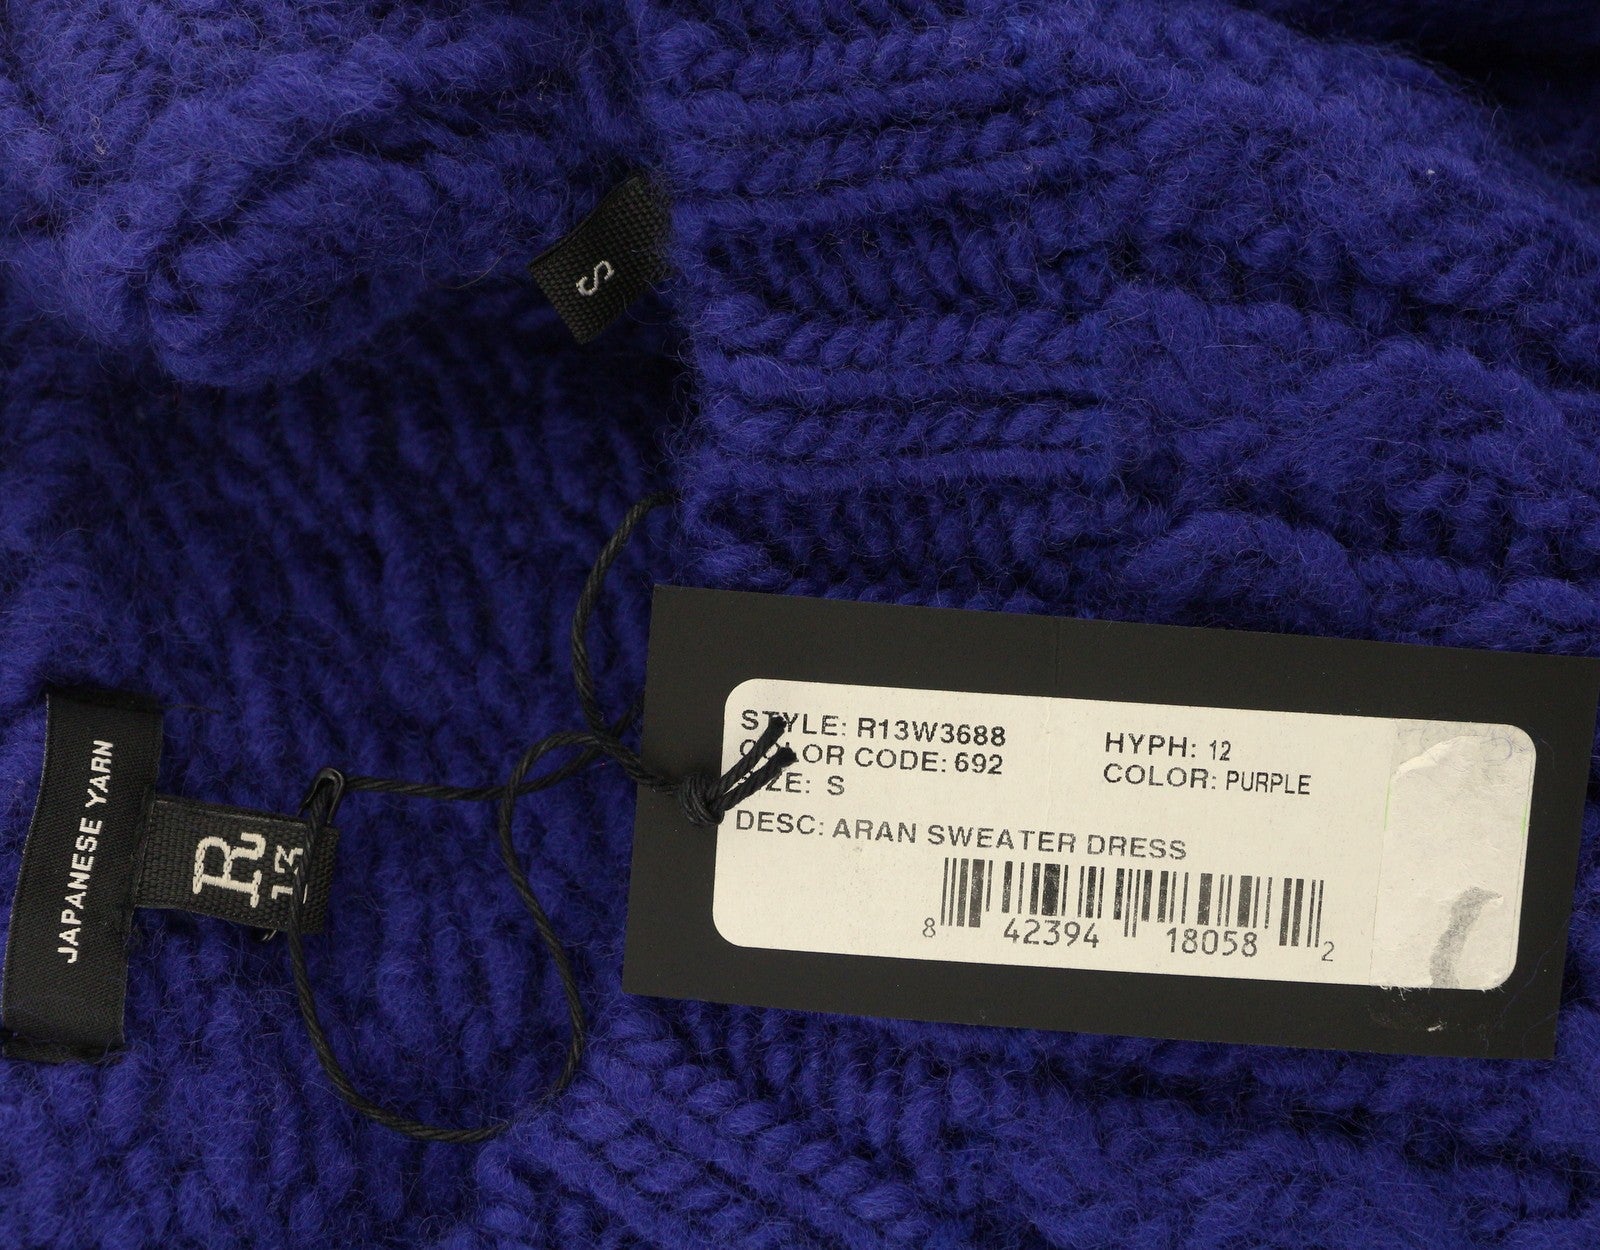 S
JAPANESE YARN
R
13
STYLE: R13W3688
COLOR CODE: 692
SIZE: S
HYPH: 12
COLOR: PURPLE
DESC: ARAN SWEATER DRESS
8 42394 18058 2